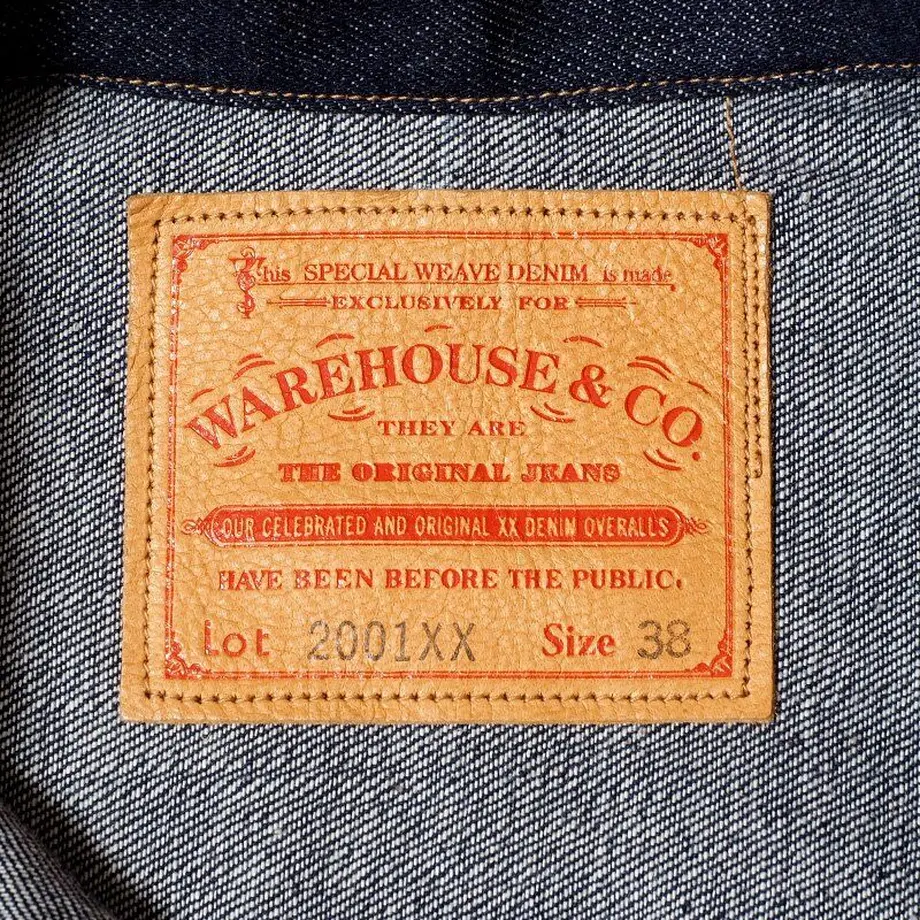 This SPECIAL WEAVE DENIM is made
EXCLUSIVELY FOR
WAREHOUSE & CO.
THEY ARE
THE ORIGINAL JEANS
OUR CELEBRATED AND ORIGINAL XX DENIM OVERALLS
HAVE BEEN BEFORE THE PUBLIC.
Lot 2001XX Size 38